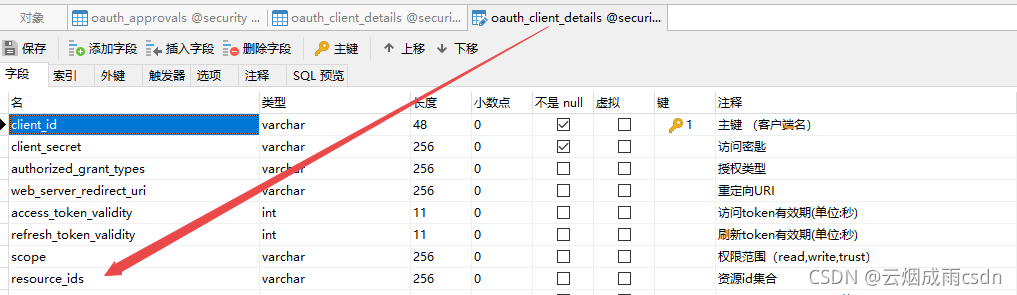 对象 oauth_approvals @security ... oauth_client_details @securi... oauth_client_details @securi...
保存 添加字段 插入字段 删除字段 主键 上移 下移
字段 索引 外键 触发器 选项 注释 SQL 预览
名 类型 长度 小数点 不是 null 虚拟 键 注释
client_id varchar 48 0 1 主键 （客户端名）
client_secret varchar 256 0 访问密匙
authorized_grant_types varchar 256 0 授权类型
web_server_redirect_uri varchar 256 0 重定向URI
access_token_validity int 11 0 访问token有效期(单位:秒)
refresh_token_validity int 11 0 刷新token有效期(单位:秒)
scope varchar 256 0 权限范围（read,write,trust）
resource_ids varchar 256 0 资源id集合
CSDN @云烟成雨csdn